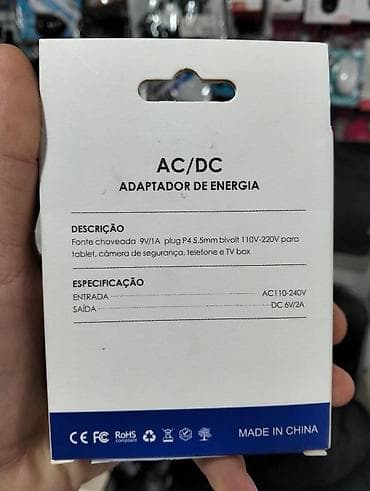 AC/DC
ADAPTADOR DE ENERGIA
DESCRIÇÃO
Fonte chaveada 9V/1A plug P4 5.5mm bivolt 110V-220V para
tablet, câmera de segurança, telefone e TV box
ESPECIFICAÇÃO
ENTRADA AC110-240V
SAÍDA DC 6V/2A
CE FC RoHS compliant MADE IN CHINA